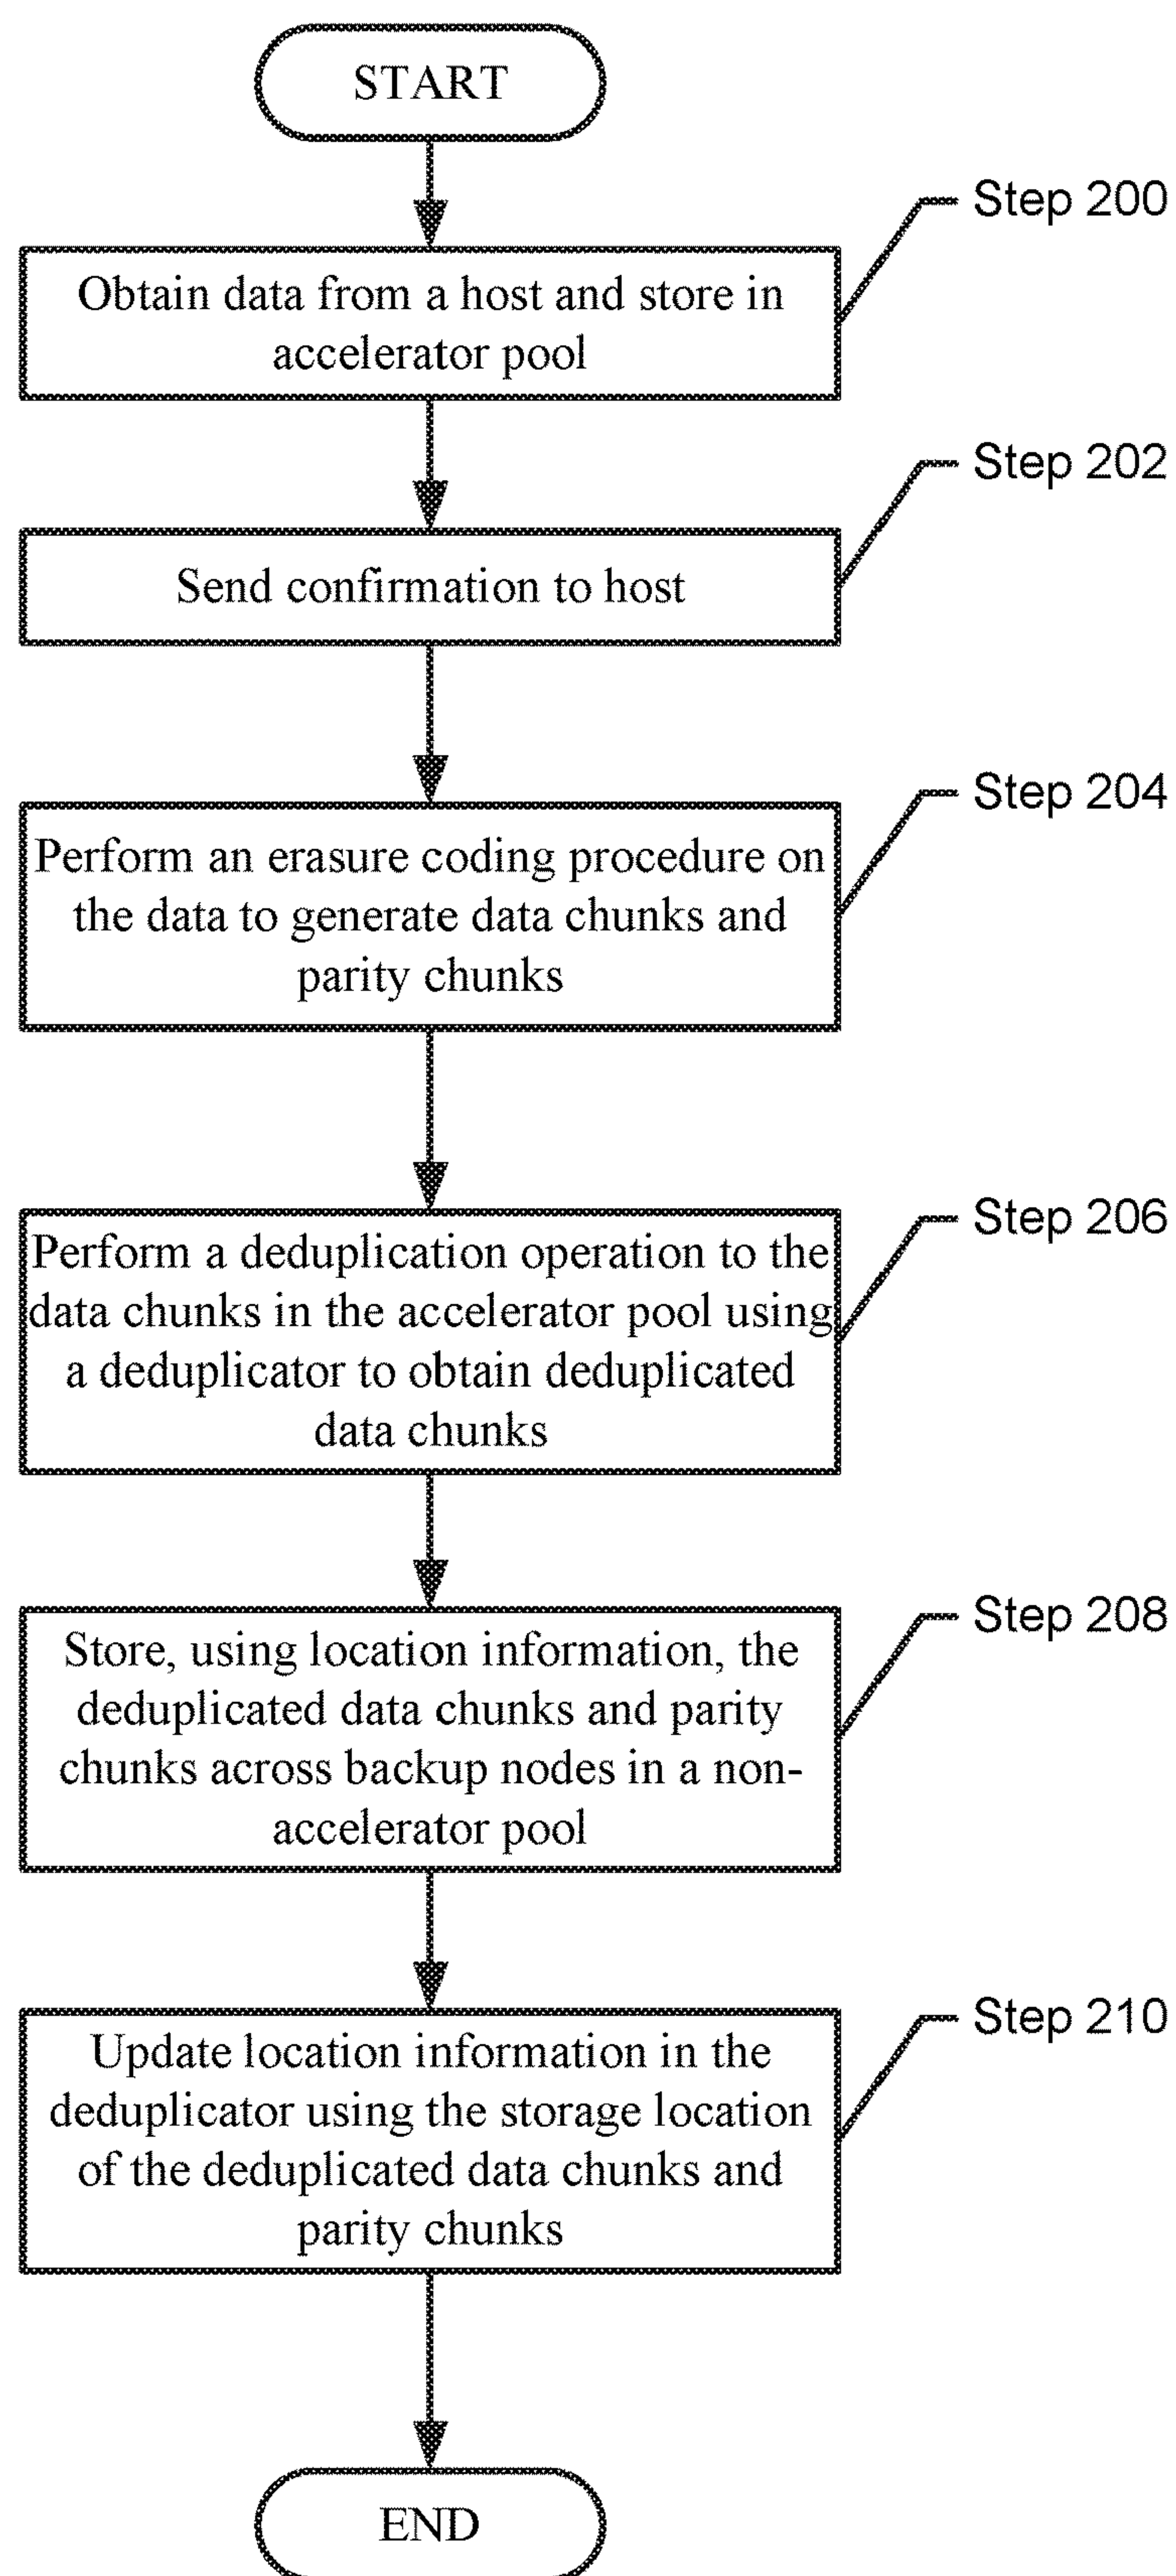 START
Step 200
Obtain data from a host and store in
accelerator pool
Step 202
Send confirmation to host
Step 204
Perform an erasure coding procedure on
the data to generate data chunks and
parity chunks
Step 206
Perform a deduplication operation to the
data chunks in the accelerator pool using
a deduplicator to obtain deduplicated
data chunks
Step 208
Store, using location information, the
deduplicated data chunks and parity
chunks across backup nodes in a non-
accelerator pool
Step 210
Update location information in the
deduplicator using the storage location
of the deduplicated data chunks and
parity chunks
END